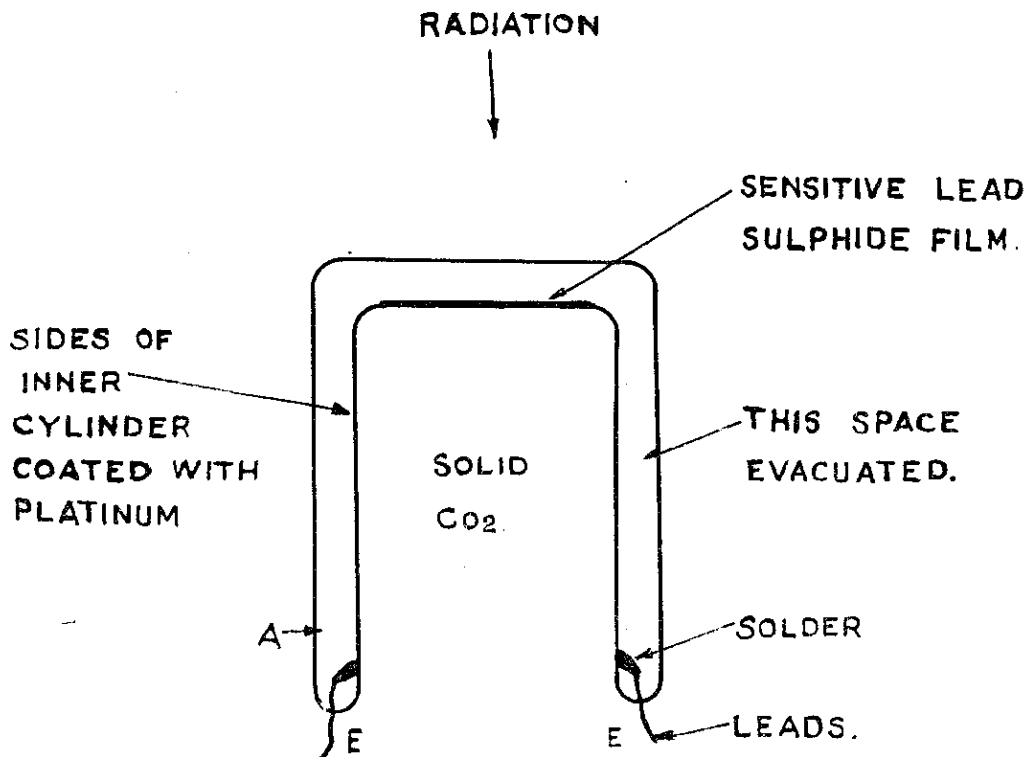 RADIATION
SENSITIVE LEAD
SULPHIDE FILM.
SIDES OF
INNER
CYLINDER
COATED WITH
PLATINUM
THIS SPACE
EVACUATED.
SOLID
CO2.
A
SOLDER
E
E
LEADS.